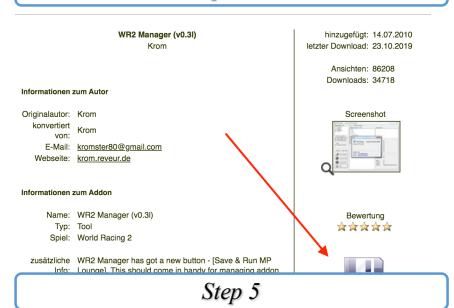 WR2 Manager (v0.3l)
Krom
Informationen zum Autor
Originalautor: Krom
konvertiert von: Krom
E-Mail: kromster80@gmail.com
Webseite: krom.reveur.de
Informationen zum Addon
Name: WR2 Manager (v0.3l)
Typ: Tool
Spiel: World Racing 2
zusätzliche Info: WR2 Manager has got a new button - [Save & Run MP
Lounge]. This should come in handy for managing addon
hinzugefügt: 14.07.2010
letzter Download: 23.10.2019
Ansichten: 86208
Downloads: 34718
Screenshot
Bewertung
Step 5